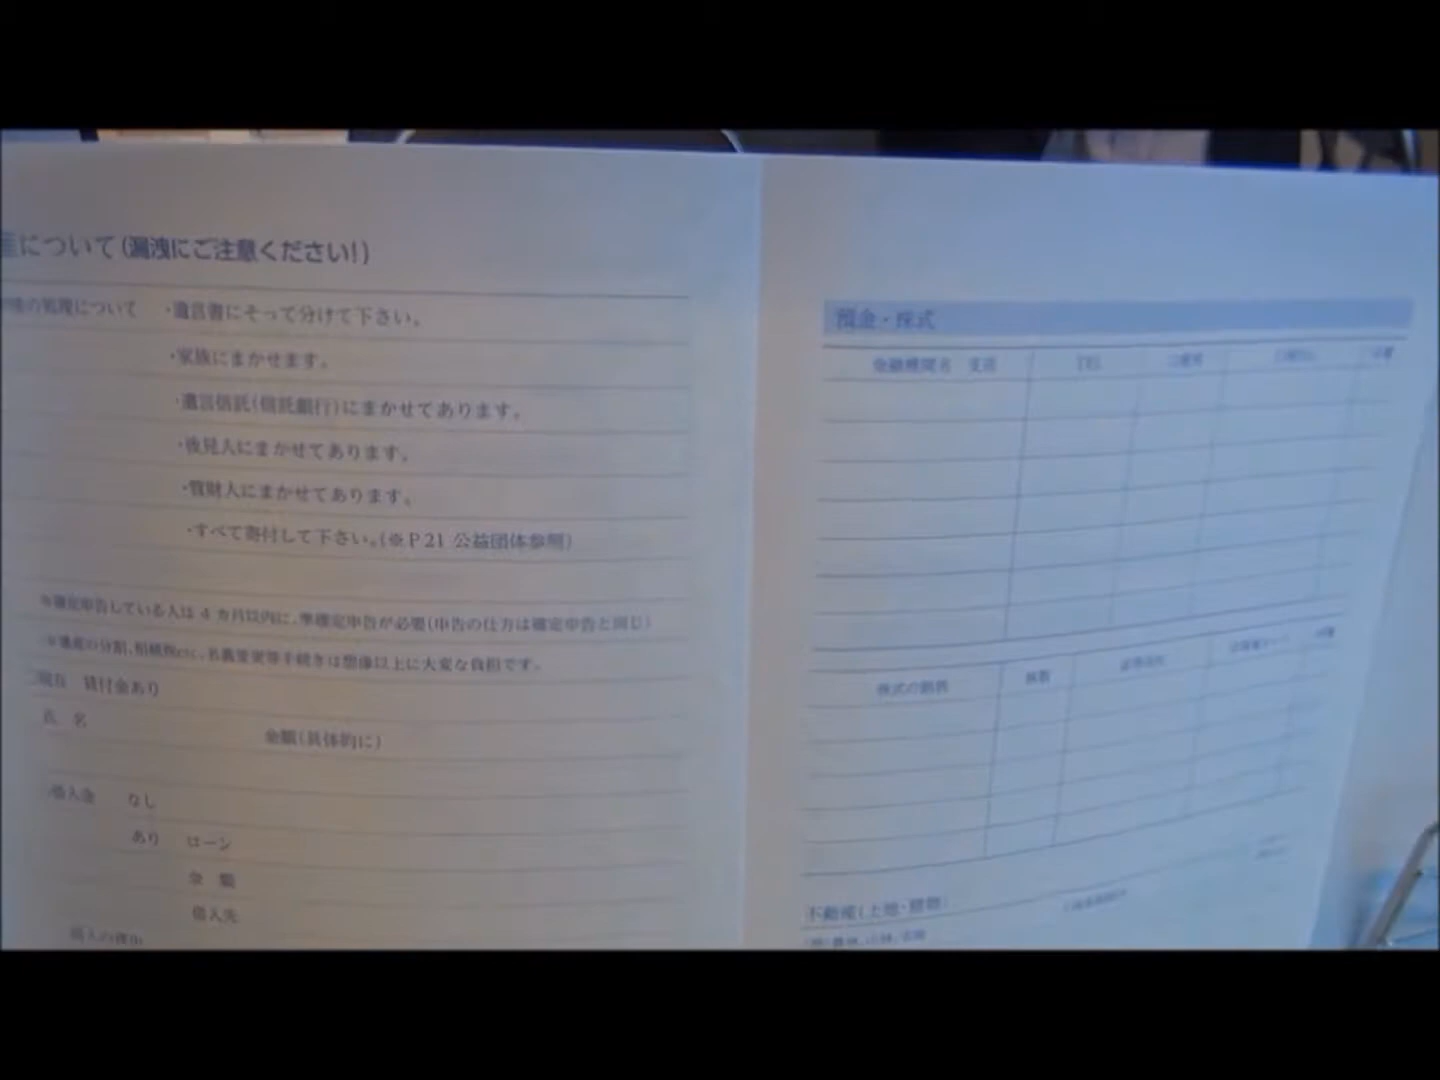 について(漏洩にご注意ください!)
の処理について ・遺言書にそって分けて下さい。
・家族にまかせます。
・遺言信託(信託銀行)にまかせてあります。
・後見人にまかせてあります。
・管財人にまかせてあります。
・すべて寄付して下さい。(※P21 公益団体参照)
※確定申告している人は 4 カ月以内に、準確定申告が必要(申告の仕方は確定申告と同じ)
※遺産の分割、相続税etc、名義変更等手続きは想像以上に大変な負担です。
現在 貸付金あり
氏 名
金額(具体的に)
借入金 なし
あり ローン
金 額
借入先
預金・株式
金融機関名 支店
株式の銘柄 株数
不動産(土地・建物)